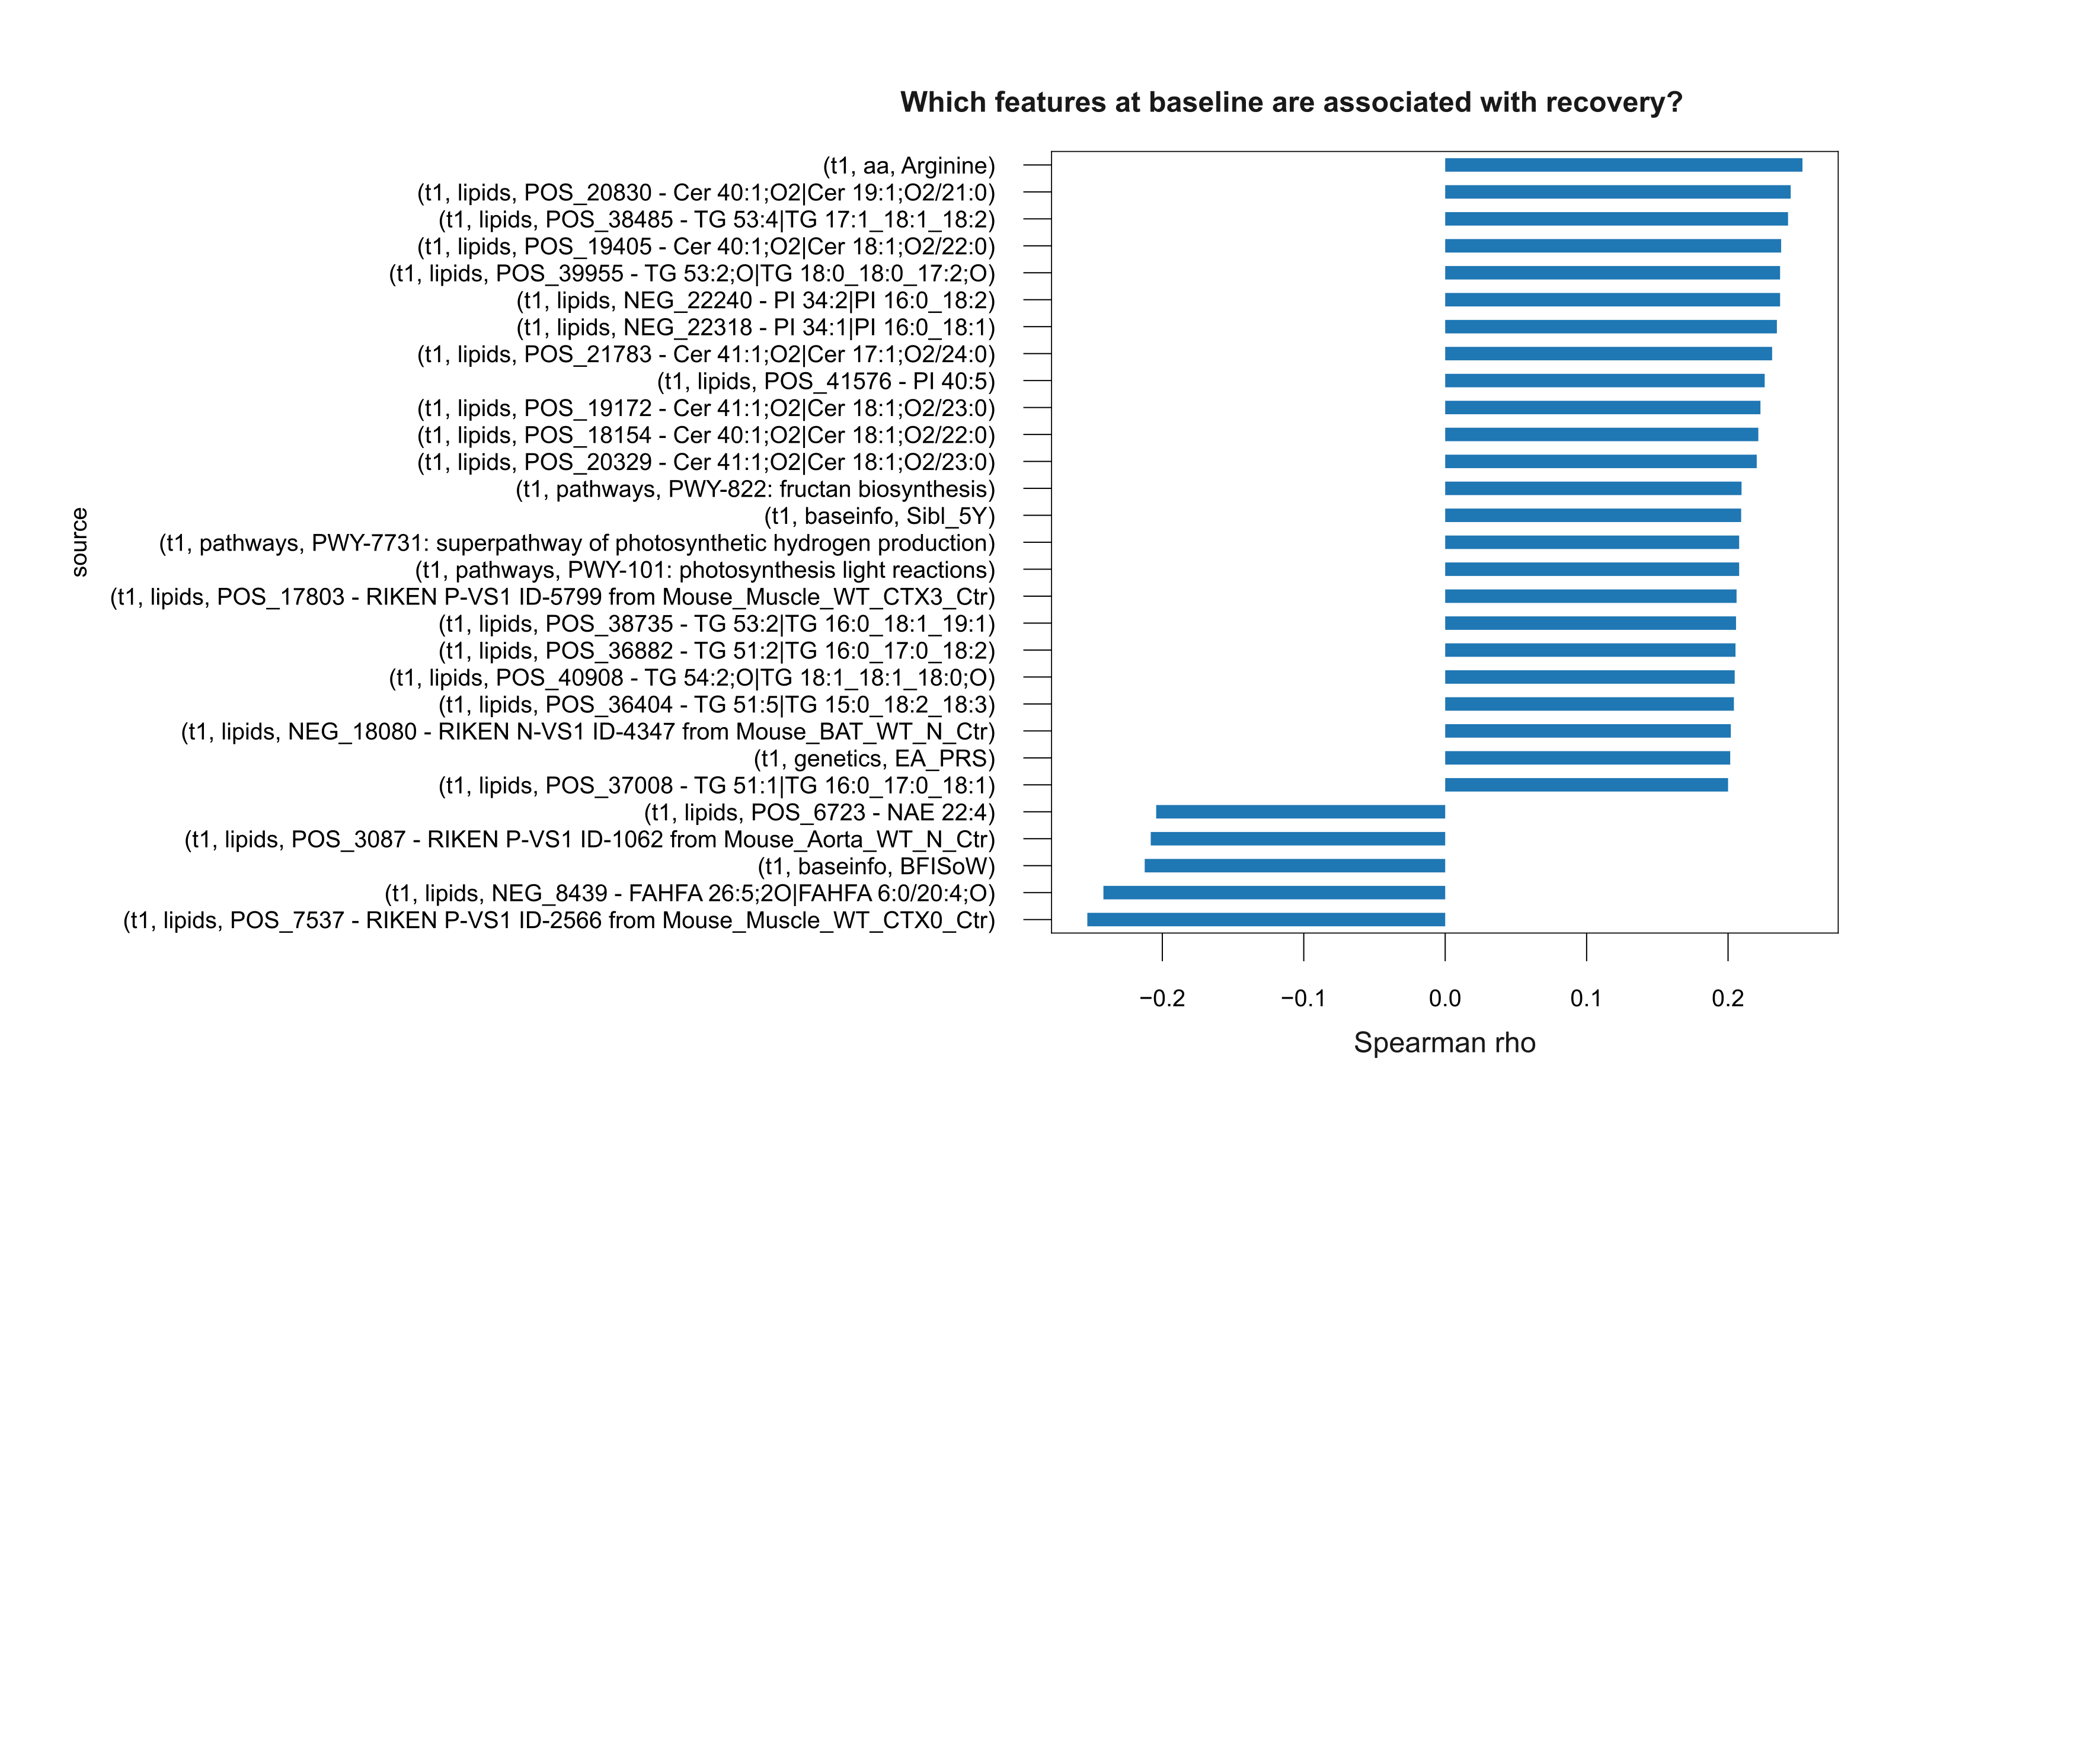 Which features at baseline are associated with recovery?
source
(t1, aa, Arginine)
(t1, lipids, POS_20830 - Cer 40:1;O2|Cer 19:1;O2/21:0)
(t1, lipids, POS_38485 - TG 53:4|TG 17:1_18:1_18:2)
(t1, lipids, POS_19405 - Cer 40:1;O2|Cer 18:1;O2/22:0)
(t1, lipids, POS_39955 - TG 53:2;O|TG 18:0_18:0_17:2;O)
(t1, lipids, NEG_22240 - PI 34:2|PI 16:0_18:2)
(t1, lipids, NEG_22318 - PI 34:1|PI 16:0_18:1)
(t1, lipids, POS_21783 - Cer 41:1;O2|Cer 17:1;O2/24:0)
(t1, lipids, POS_41576 - PI 40:5)
(t1, lipids, POS_19172 - Cer 41:1;O2|Cer 18:1;O2/23:0)
(t1, lipids, POS_18154 - Cer 40:1;O2|Cer 18:1;O2/22:0)
(t1, lipids, POS_20329 - Cer 41:1;O2|Cer 18:1;O2/23:0)
(t1, pathways, PWY-822: fructan biosynthesis)
(t1, baseinfo, Sibl_5Y)
(t1, pathways, PWY-7731: superpathway of photosynthetic hydrogen production)
(t1, pathways, PWY-101: photosynthesis light reactions)
(t1, lipids, POS_17803 - RIKEN P-VS1 ID-5799 from Mouse_Muscle_WT_CTX3_Ctr)
(t1, lipids, POS_38735 - TG 53:2|TG 16:0_18:1_19:1)
(t1, lipids, POS_36882 - TG 51:2|TG 16:0_17:0_18:2)
(t1, lipids, POS_40908 - TG 54:2;O|TG 18:1_18:1_18:0;O)
(t1, lipids, POS_36404 - TG 51:5|TG 15:0_18:2_18:3)
(t1, lipids, NEG_18080 - RIKEN N-VS1 ID-4347 from Mouse_BAT_WT_N_Ctr)
(t1, genetics, EA_PRS)
(t1, lipids, POS_37008 - TG 51:1|TG 16:0_17:0_18:1)
(t1, lipids, POS_6723 - NAE 22:4)
(t1, lipids, POS_3087 - RIKEN P-VS1 ID-1062 from Mouse_Aorta_WT_N_Ctr)
(t1, baseinfo, BFISoW)
(t1, lipids, NEG_8439 - FAHFA 26:5;2O|FAHFA 6:0/20:4;O)
(t1, lipids, POS_7537 - RIKEN P-VS1 ID-2566 from Mouse_Muscle_WT_CTX0_Ctr)
−0.2 −0.1 0.0 0.1 0.2
Spearman rho